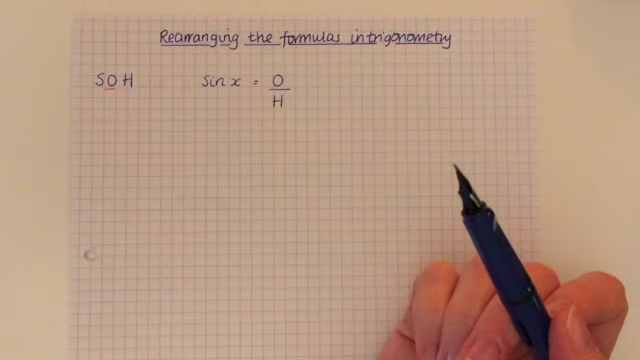 Rearranging the formulas in trigonometry
SOH sin x = O
H